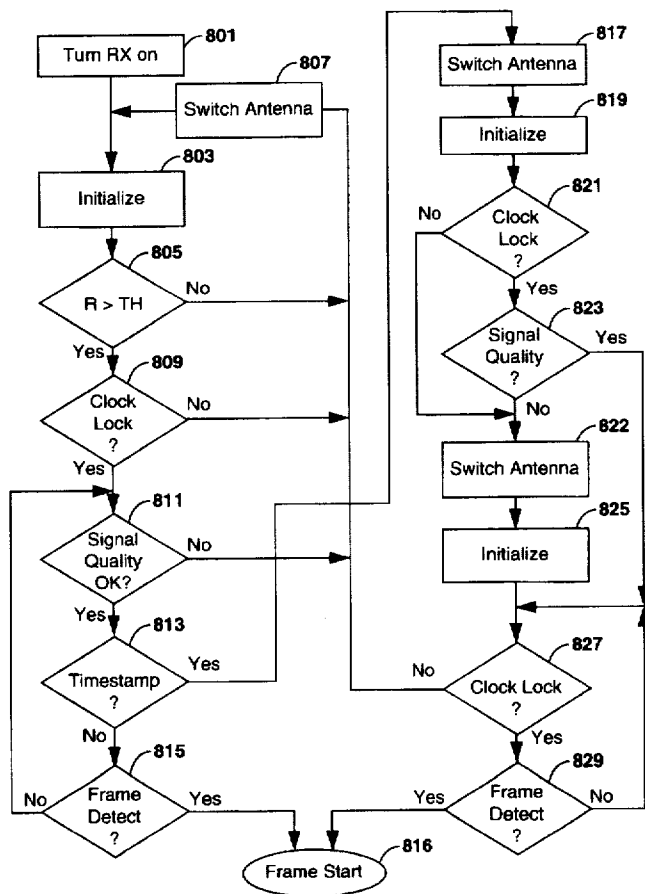 801
Turn RX on
807
Switch Antenna
803
Initialize
805
R > TH
No
Yes
809
Clock
Lock
?
No
Yes
811
Signal
Quality
OK?
No
Yes
813
Timestamp
?
Yes
No
815
Frame
Detect
?
No
Yes
816
Frame Start
817
Switch Antenna
819
Initialize
821
Clock
Lock
?
No
Yes
823
Signal
Quality
?
Yes
No
822
Switch Antenna
825
Initialize
827
Clock Lock
?
No
Yes
829
Frame
Detect
?
Yes
No